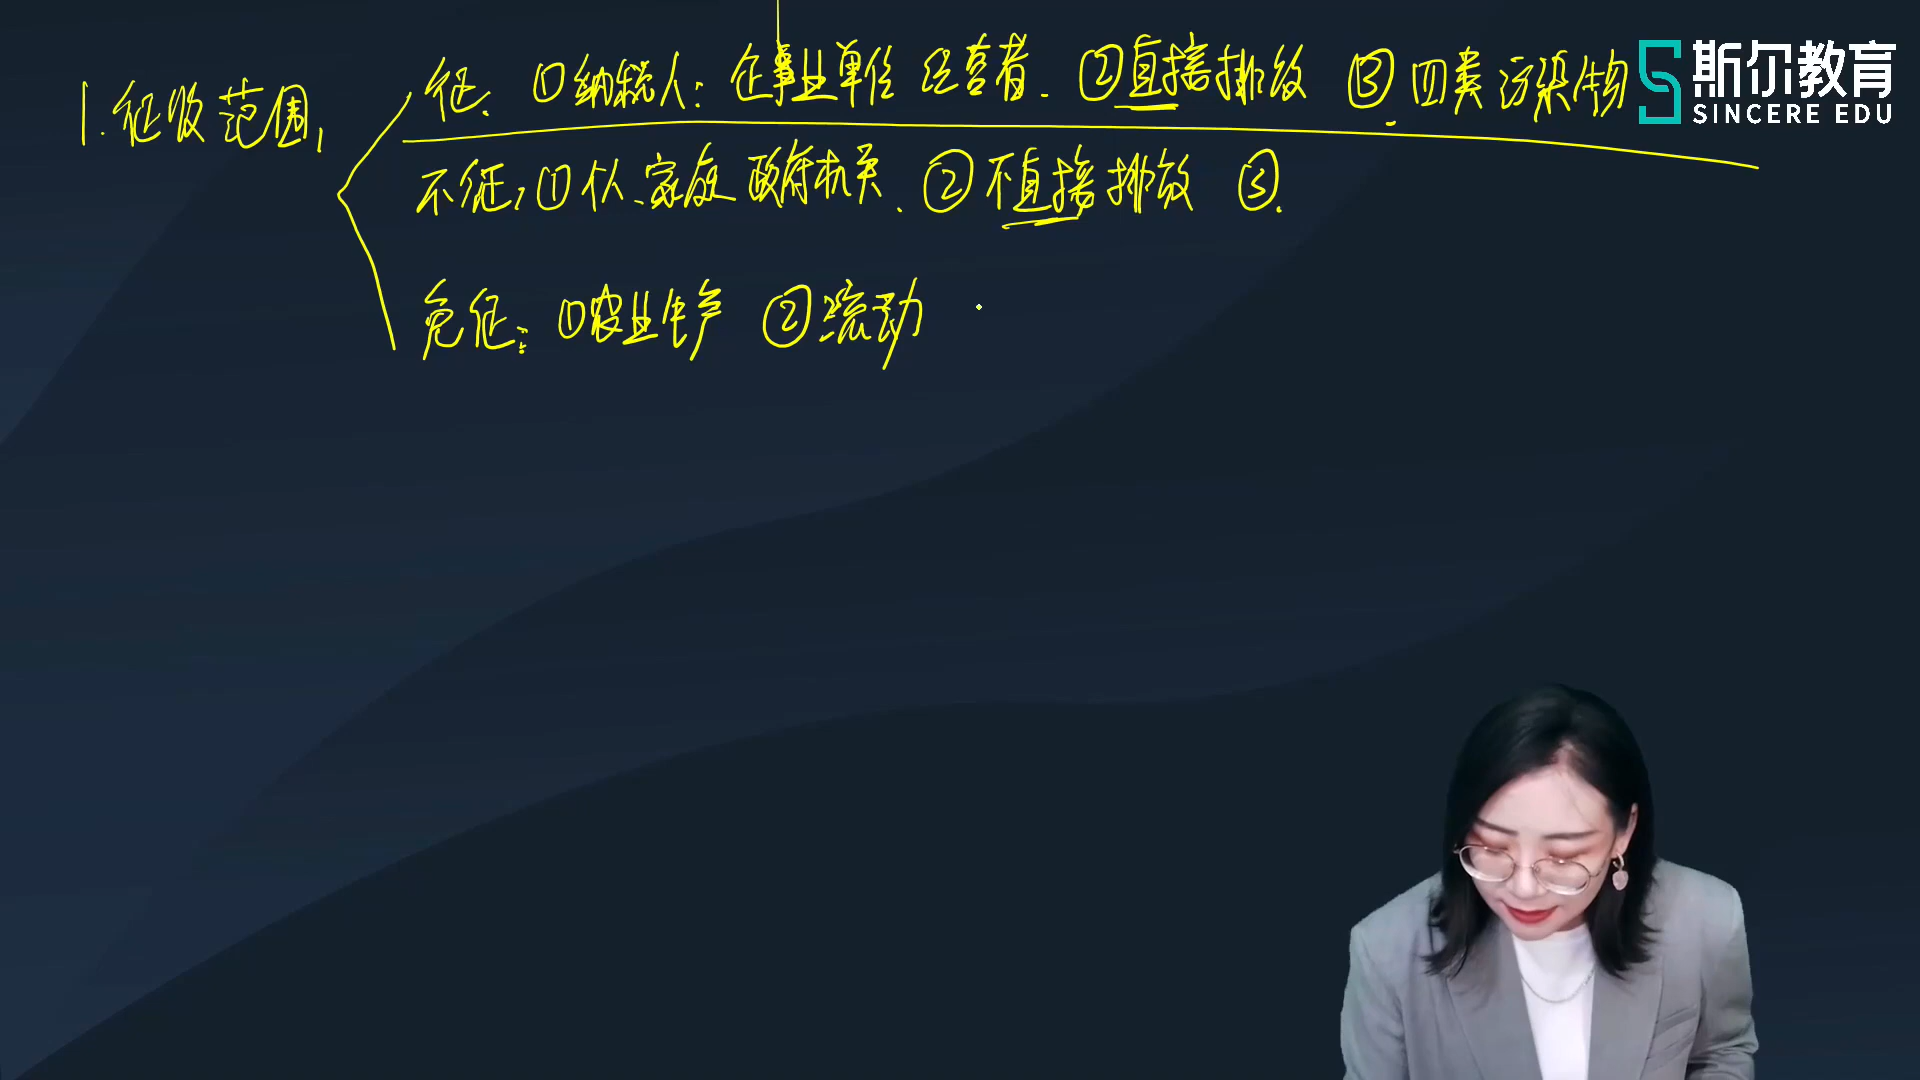 1.征收范围,
征、①纳税人:企事业单位 经营者. ②直接排放 ③四类污染物
不征,①个人、家庭 政府机关. ②不直接排放 ③.
免征:①农业生产 ②流动
斯尔教育
SINCERE EDU